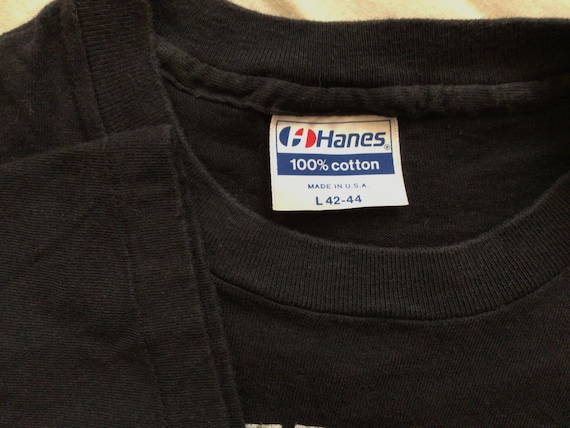 Hanes®
100% cotton
MADE IN U.S.A.
L 42-44